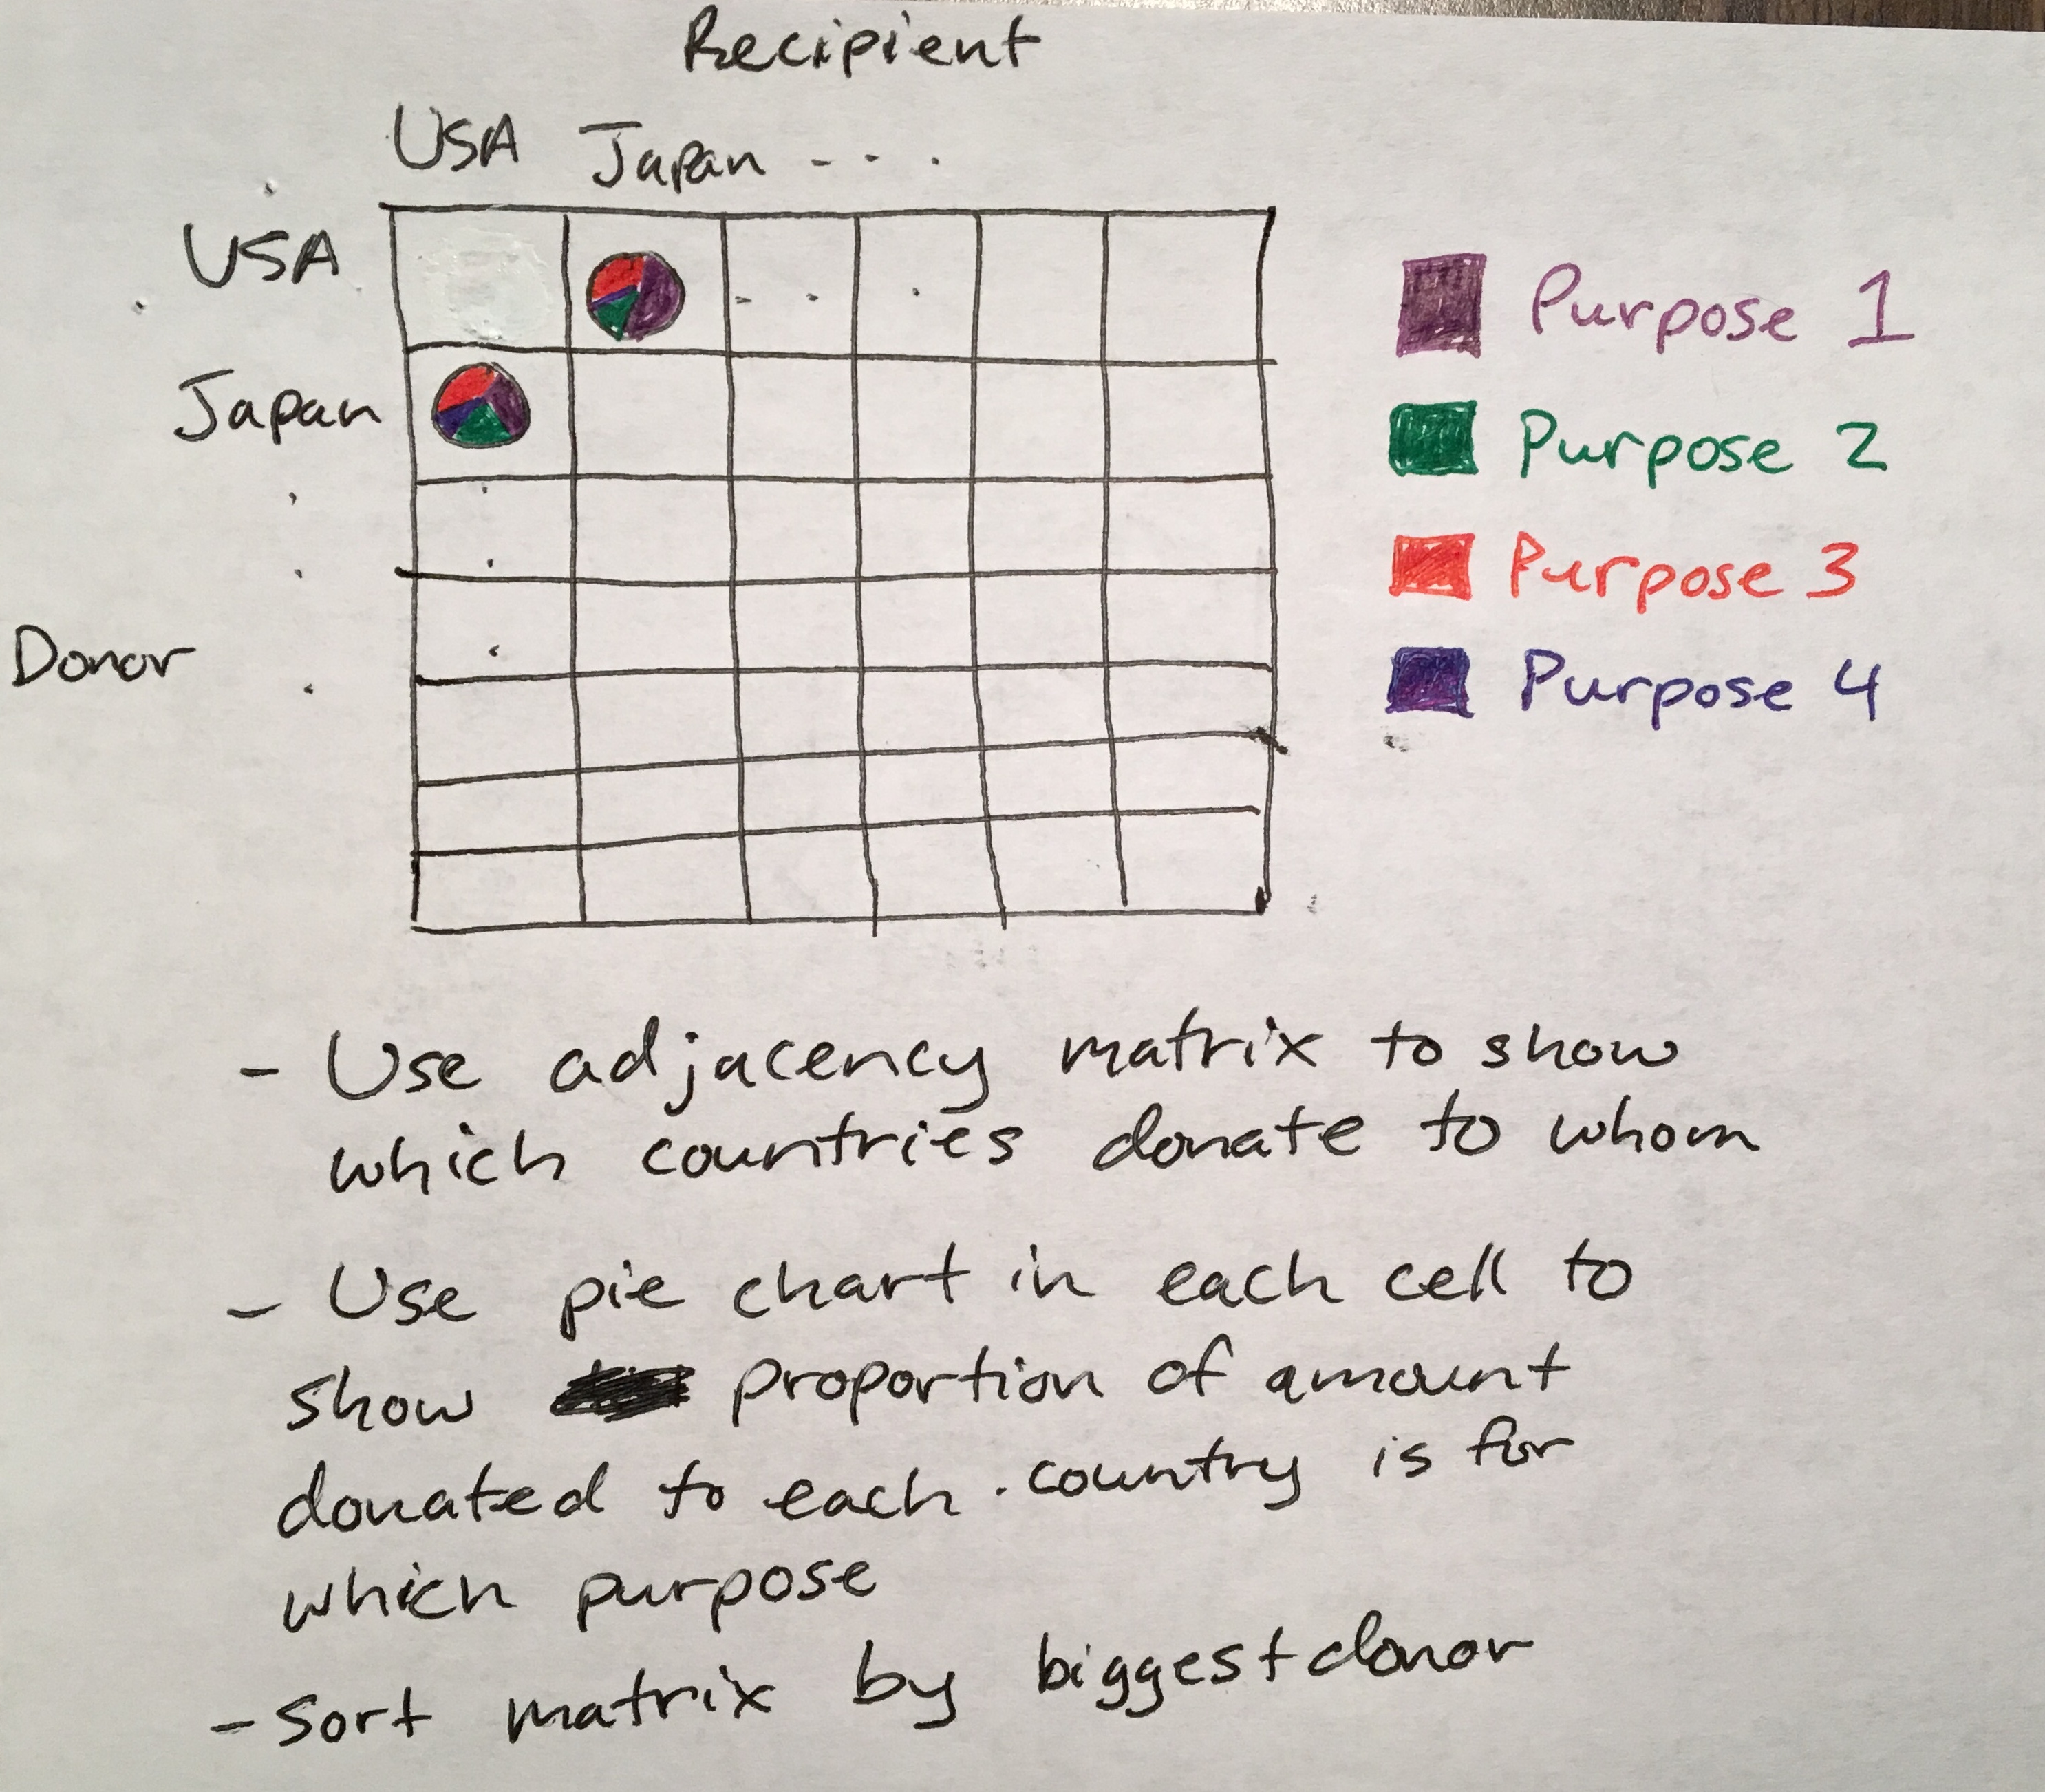 Recipient
USA Japan - - .
USA
Japan
Donor
Purpose 1
Purpose 2
Purpose 3
Purpose 4
- Use adjacency matrix to show
which countries donate to whom
- Use pie chart in each cell to
show proportion of amount
donated to each country is for
which purpose
- sort matrix by biggest donor